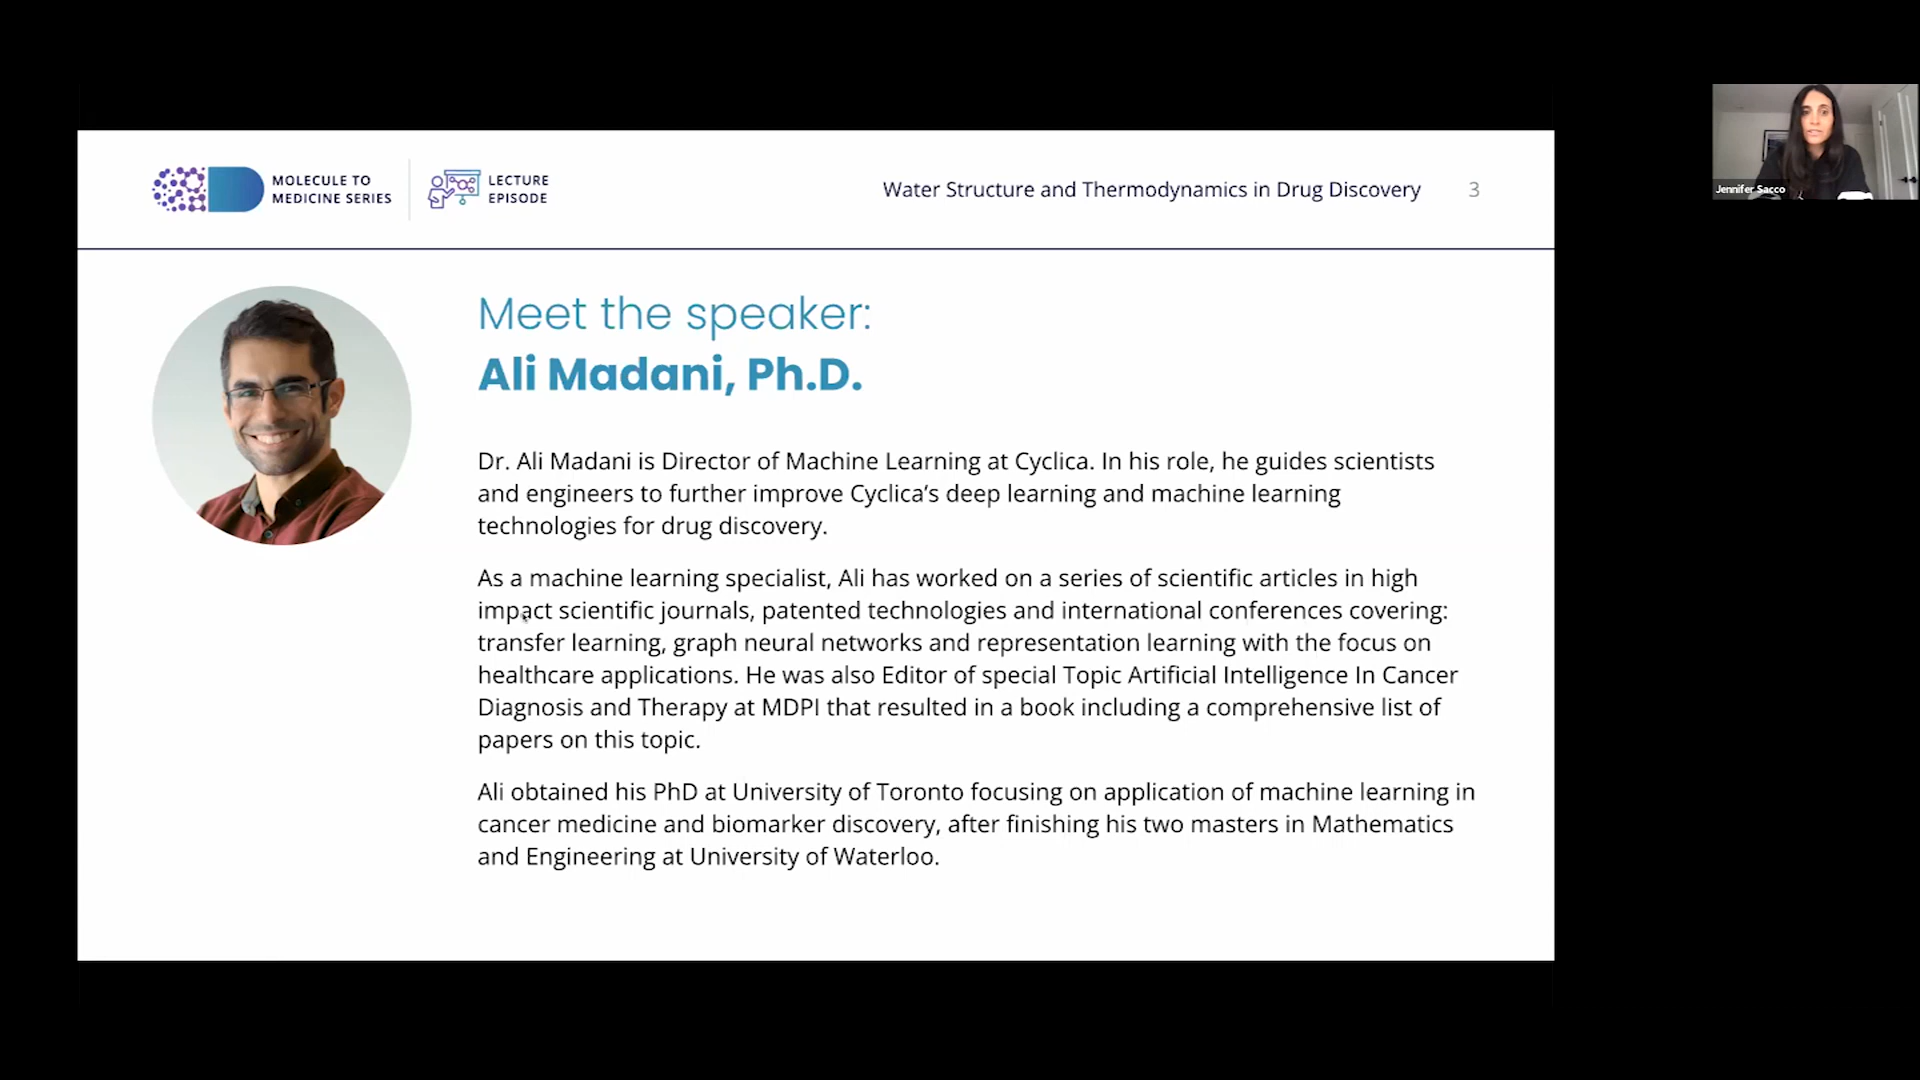 MOLECULE TO
MEDICINE SERIES
LECTURE
EPISODE
Water Structure and Thermodynamics in Drug Discovery 3
Jennifer Sacco
Meet the speaker:
Ali Madani, Ph.D.
Dr. Ali Madani is Director of Machine Learning at Cyclica. In his role, he guides scientists
and engineers to further improve Cyclica‘s deep learning and machine learning
technologies for drug discovery.
As a machine learning specialist, Ali has worked on a series of scientific articles in high
impact scientific journals, patented technologies and international conferences covering:
transfer learning, graph neural networks and representation learning with the focus on
healthcare applications. He was also Editor of special Topic Artificial Intelligence In Cancer
Diagnosis and Therapy at MDPI that resulted in a book including a comprehensive list of
papers on this topic.
Ali obtained his PhD at University of Toronto focusing on application of machine learning in
cancer medicine and biomarker discovery, after finishing his two masters in Mathematics
and Engineering at University of Waterloo.